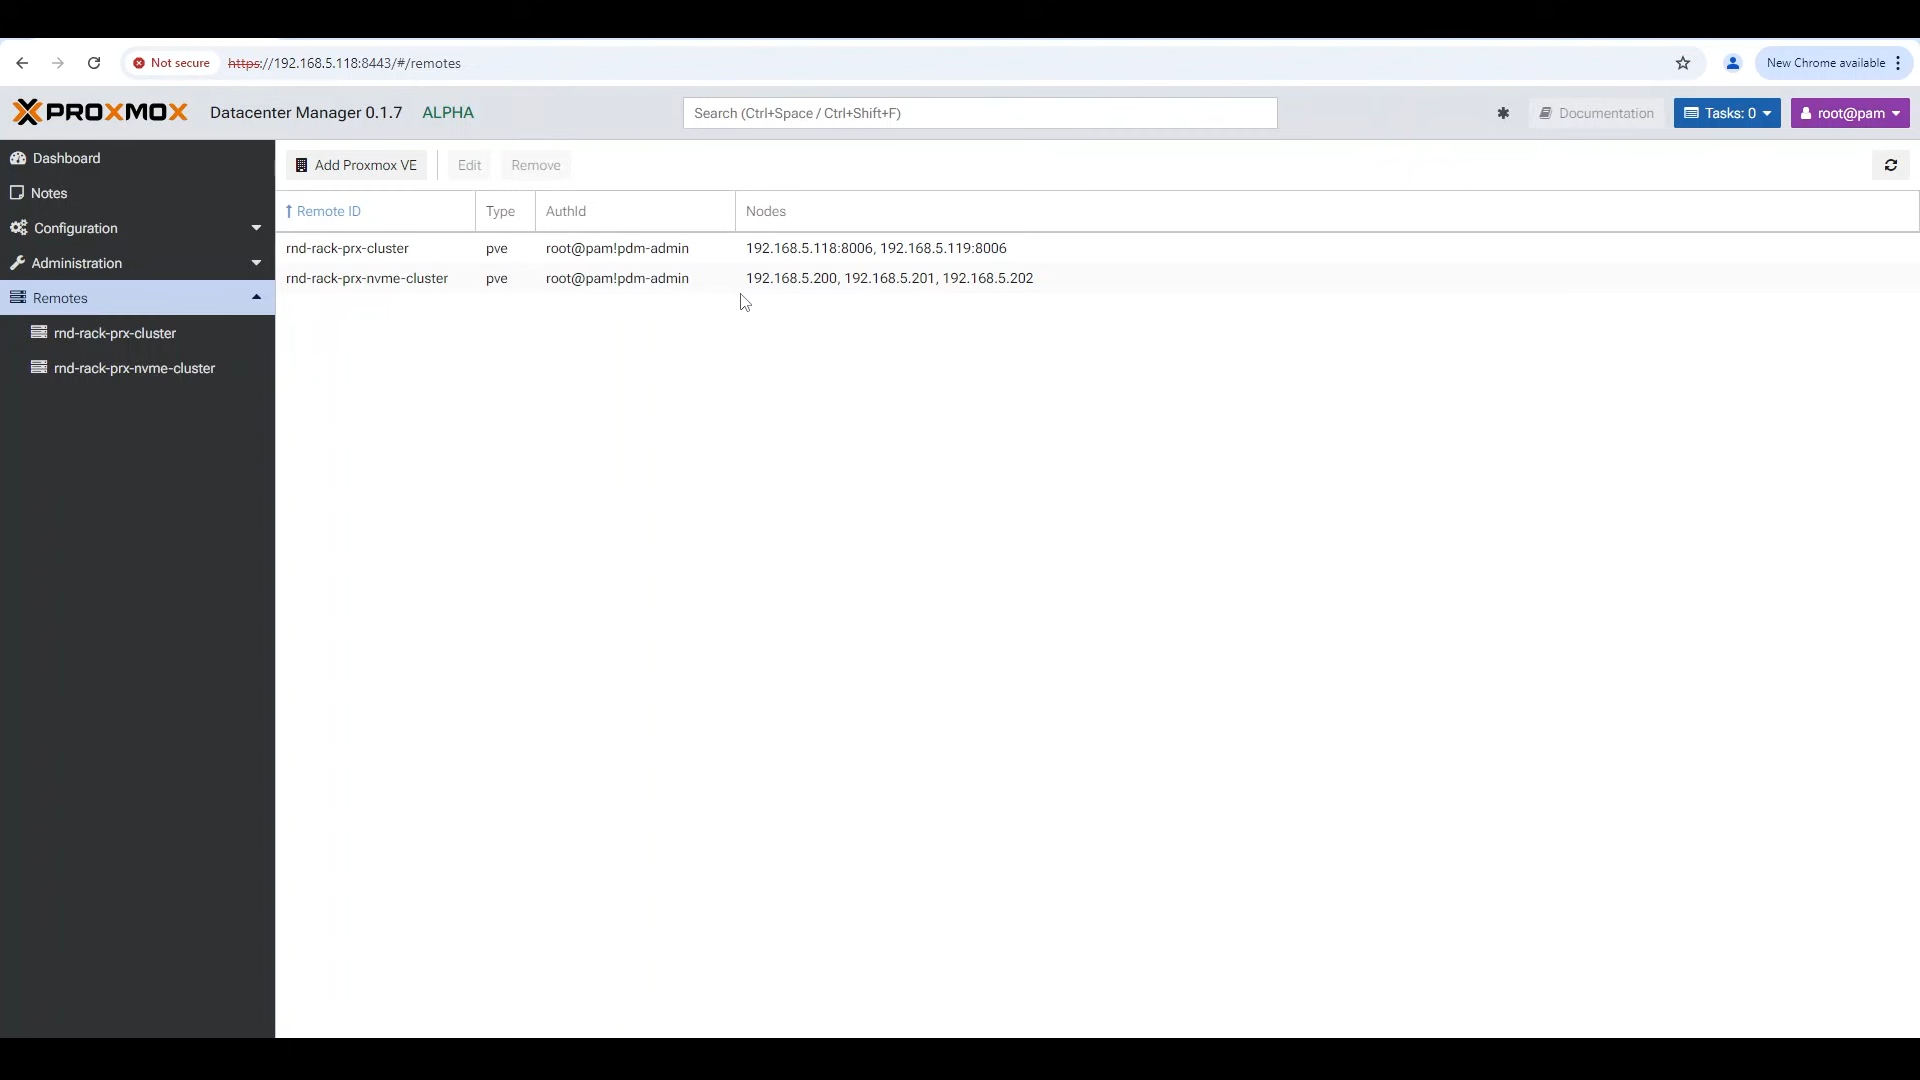 Not secure https://192.168.5.118:8443/#/remotes New Chrome available
PROXMOX Datacenter Manager 0.1.7 ALPHA Search (Ctrl+Space / Ctrl+Shift+F) Documentation Tasks: 0 root@pam
Dashboard
Notes
Configuration
Administration
Remotes
rnd-rack-prx-cluster
rnd-rack-prx-nvme-cluster
Add Proxmox VE Edit Remove
Remote ID Type AuthId Nodes
rnd-rack-prx-cluster pve root@pam!pdm-admin 192.168.5.118:8006, 192.168.5.119:8006
rnd-rack-prx-nvme-cluster pve root@pam!pdm-admin 192.168.5.200, 192.168.5.201, 192.168.5.202